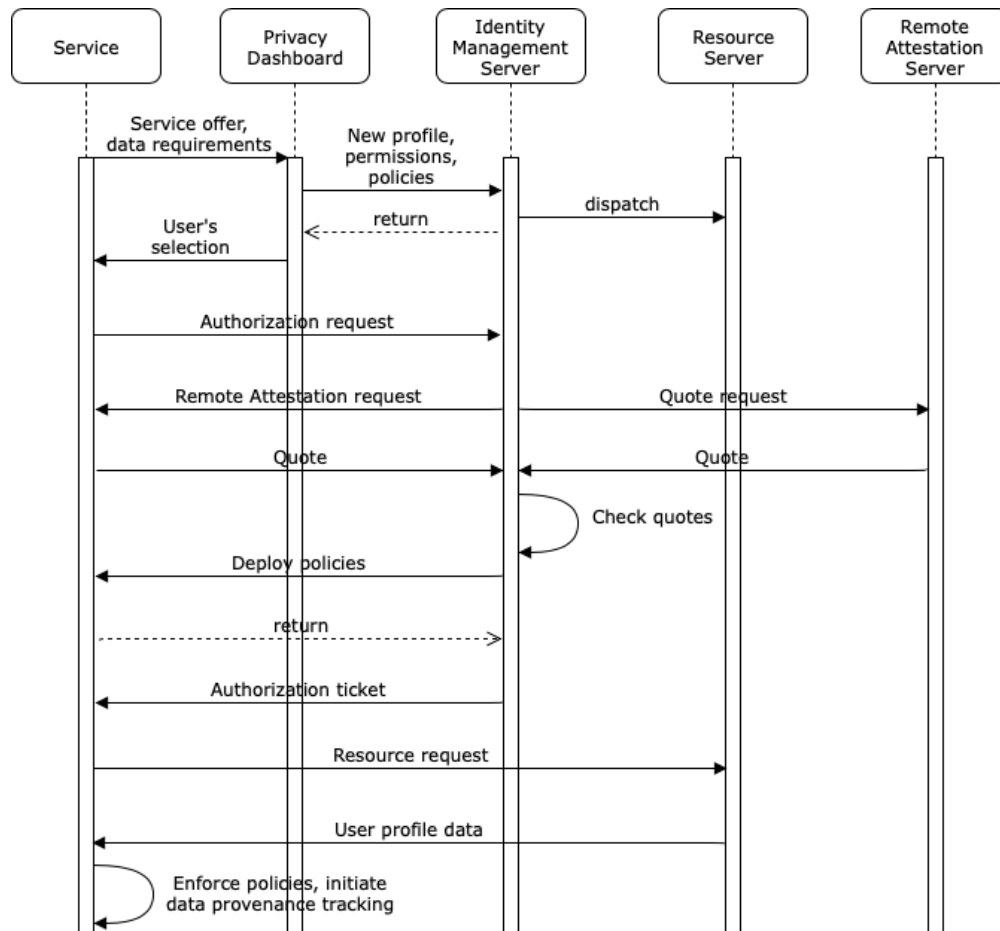 Service
Privacy
Dashboard
Identity
Management
Server
Resource
Server
Remote
Attestation
Server
Service offer,
data requirements
New profile,
permissions,
policies
dispatch
return
User's
selection
Authorization request
Remote Attestation request
Quote request
Quote
Quote
Check quotes
Deploy policies
return
Authorization ticket
Resource request
User profile data
Enforce policies, initiate
data provenance tracking